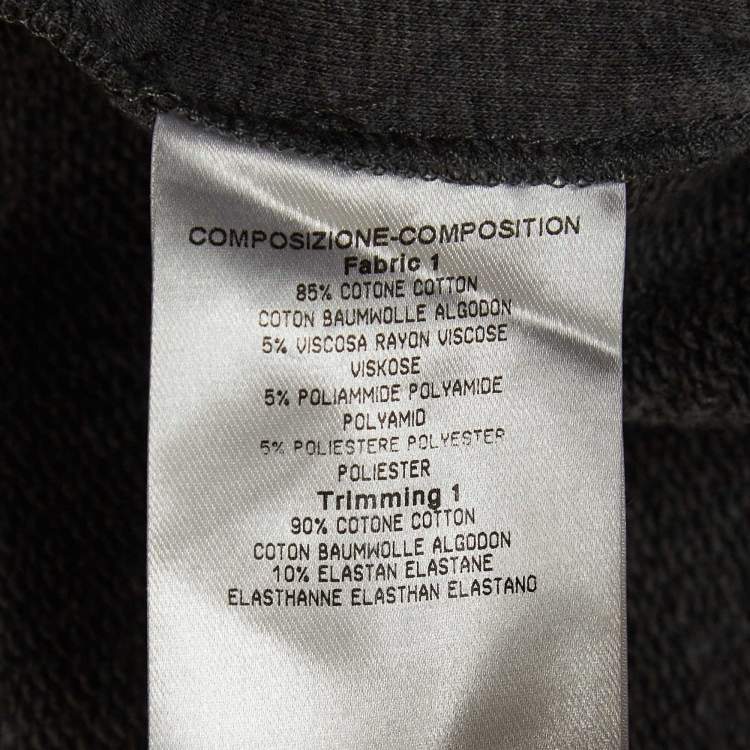 COMPOSIZIONE-COMPOSITION
Fabric 1
85% COTONE COTTON
COTON BAUMWOLLE ALGODON
5% VISCOSA RAYON VISCOSE
VISKOSE
5% POLIAMMIDE POLYAMIDE
POLYAMID
5% POLIESTERE POLYESTER
POLIESTER
Trimming 1
90% COTONE COTTON
COTON BAUMWOLLE ALGODON
10% ELASTAN ELASTANE
ELASTHANNE ELASTHAN ELASTANO